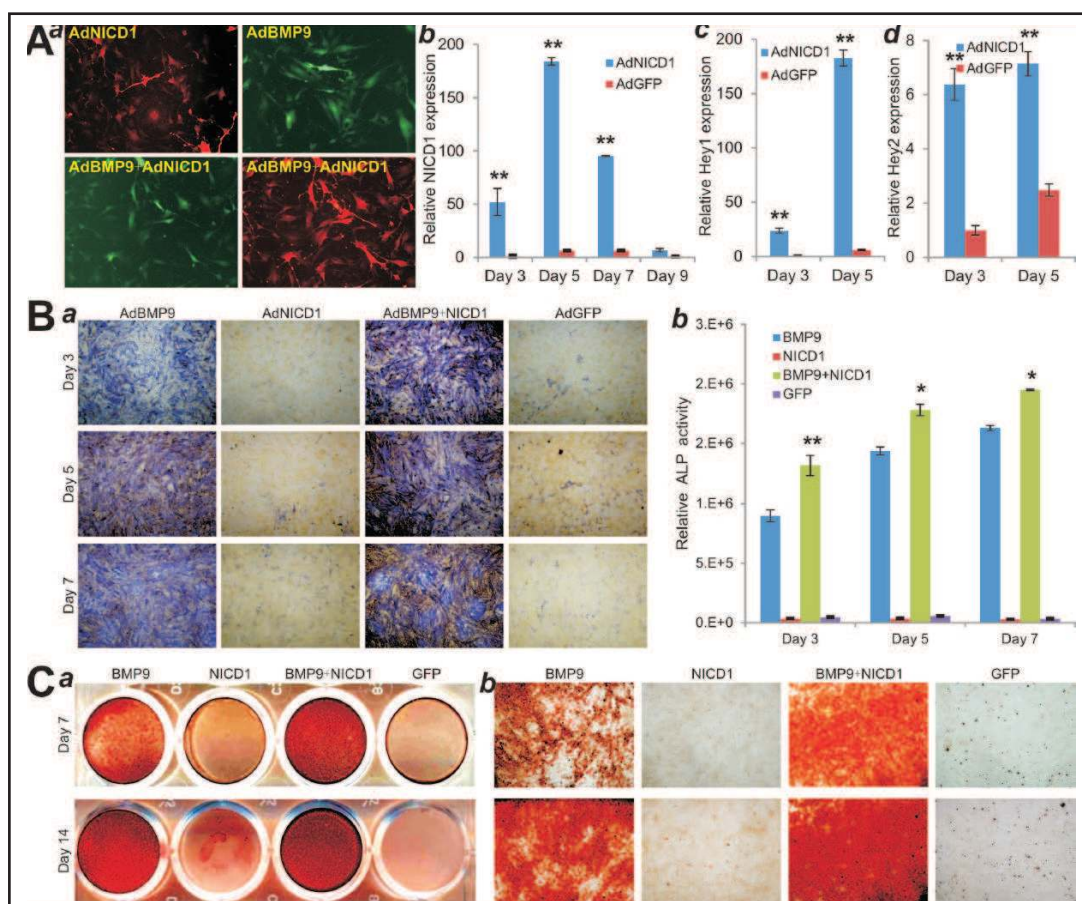 A
a
AdNICD1
AdBMP9
AdBMP9+AdNICD1
AdBMP9+AdNICD1
b
Relative NICD1 expression
200
150
100
50
0
**
**
**
AdNICD1
AdGFP
Day 3
Day 5
Day 7
Day 9
c
Relative Hey1 expression
200
150
100
50
0
**
**
AdNICD1
AdGFP
Day 3
Day 5
d
Relative Hey2 expression
8
6
4
2
0
**
**
AdNICD1
AdGFP
Day 3
Day 5
B
a
AdBMP9 AdNICD1 AdBMP9+NICD1 AdGFP
Day 3
Day 5
Day 7
b
Relative ALP activity
3.E+6
2.E+6
2.E+6
1.E+6
5.E+5
0.E+0
BMP9
NICD1
BMP9+NICD1
GFP
**
*
*
Day 3 Day 5 Day 7
C
a
BMP9 NICD1 BMP9+NICD1 GFP
Day 7
Day 14
b
BMP9 NICD1 BMP9+NICD1 GFP